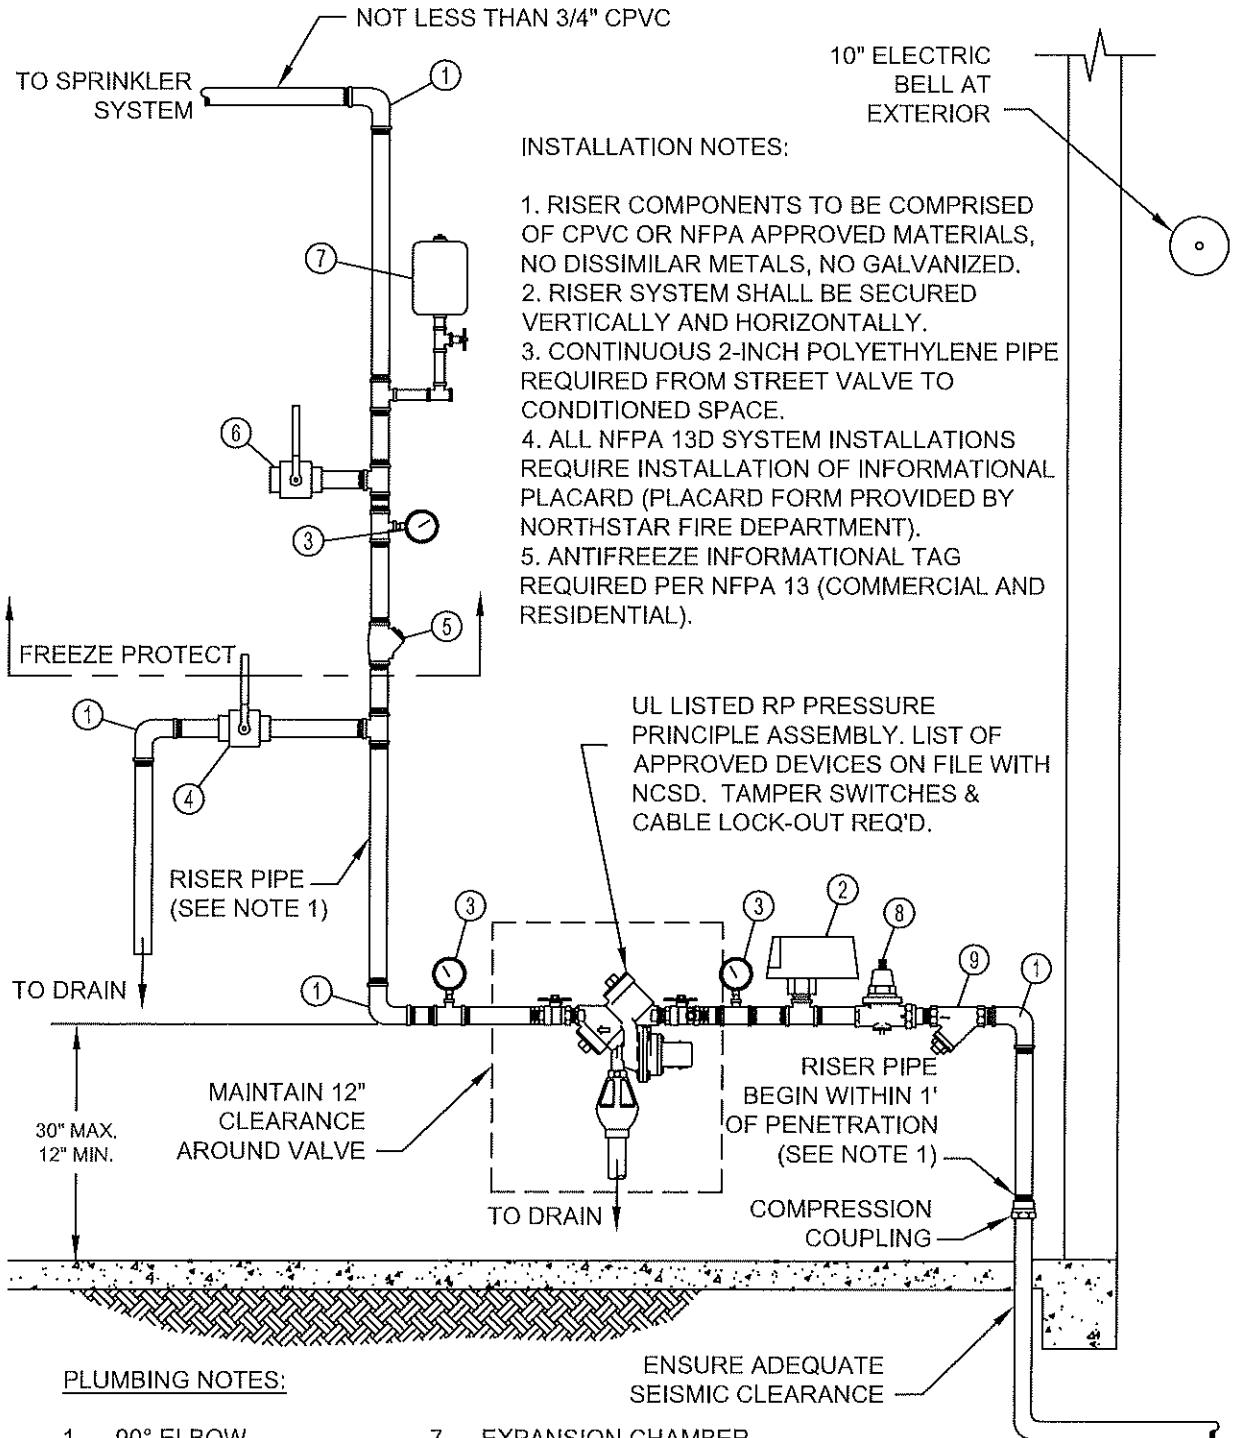 NOT LESS THAN 3/4" CPVC
TO SPRINKLER
SYSTEM
1
10" ELECTRIC
BELL AT
EXTERIOR
INSTALLATION NOTES:
1. RISER COMPONENTS TO BE COMPRISED
OF CPVC OR NFPA APPROVED MATERIALS,
NO DISSIMILAR METALS, NO GALVANIZED.
2. RISER SYSTEM SHALL BE SECURED
VERTICALLY AND HORIZONTALLY.
3. CONTINUOUS 2-INCH POLYETHYLENE PIPE
REQUIRED FROM STREET VALVE TO
CONDITIONED SPACE.
4. ALL NFPA 13D SYSTEM INSTALLATIONS
REQUIRE INSTALLATION OF INFORMATIONAL
PLACARD (PLACARD FORM PROVIDED BY
NORTHSTAR FIRE DEPARTMENT).
5. ANTIFREEZE INFORMATIONAL TAG
REQUIRED PER NFPA 13 (COMMERCIAL AND
RESIDENTIAL).
7
6
3
5
FREEZE PROTECT
1
4
UL LISTED RP PRESSURE
PRINCIPLE ASSEMBLY. LIST OF
APPROVED DEVICES ON FILE WITH
NCSD. TAMPER SWITCHES &
CABLE LOCK-OUT REQ'D.
RISER PIPE
(SEE NOTE 1)
TO DRAIN
1
3
3
2
8
9
1
MAINTAIN 12"
CLEARANCE
AROUND VALVE
30" MAX.
12" MIN.
TO DRAIN
RISER PIPE
BEGIN WITHIN 1'
OF PENETRATION
(SEE NOTE 1)
COMPRESSION
COUPLING
ENSURE ADEQUATE
SEISMIC CLEARANCE
PLUMBING NOTES:
1. 90° ELBOW
7. EXPANSION CHAMBER